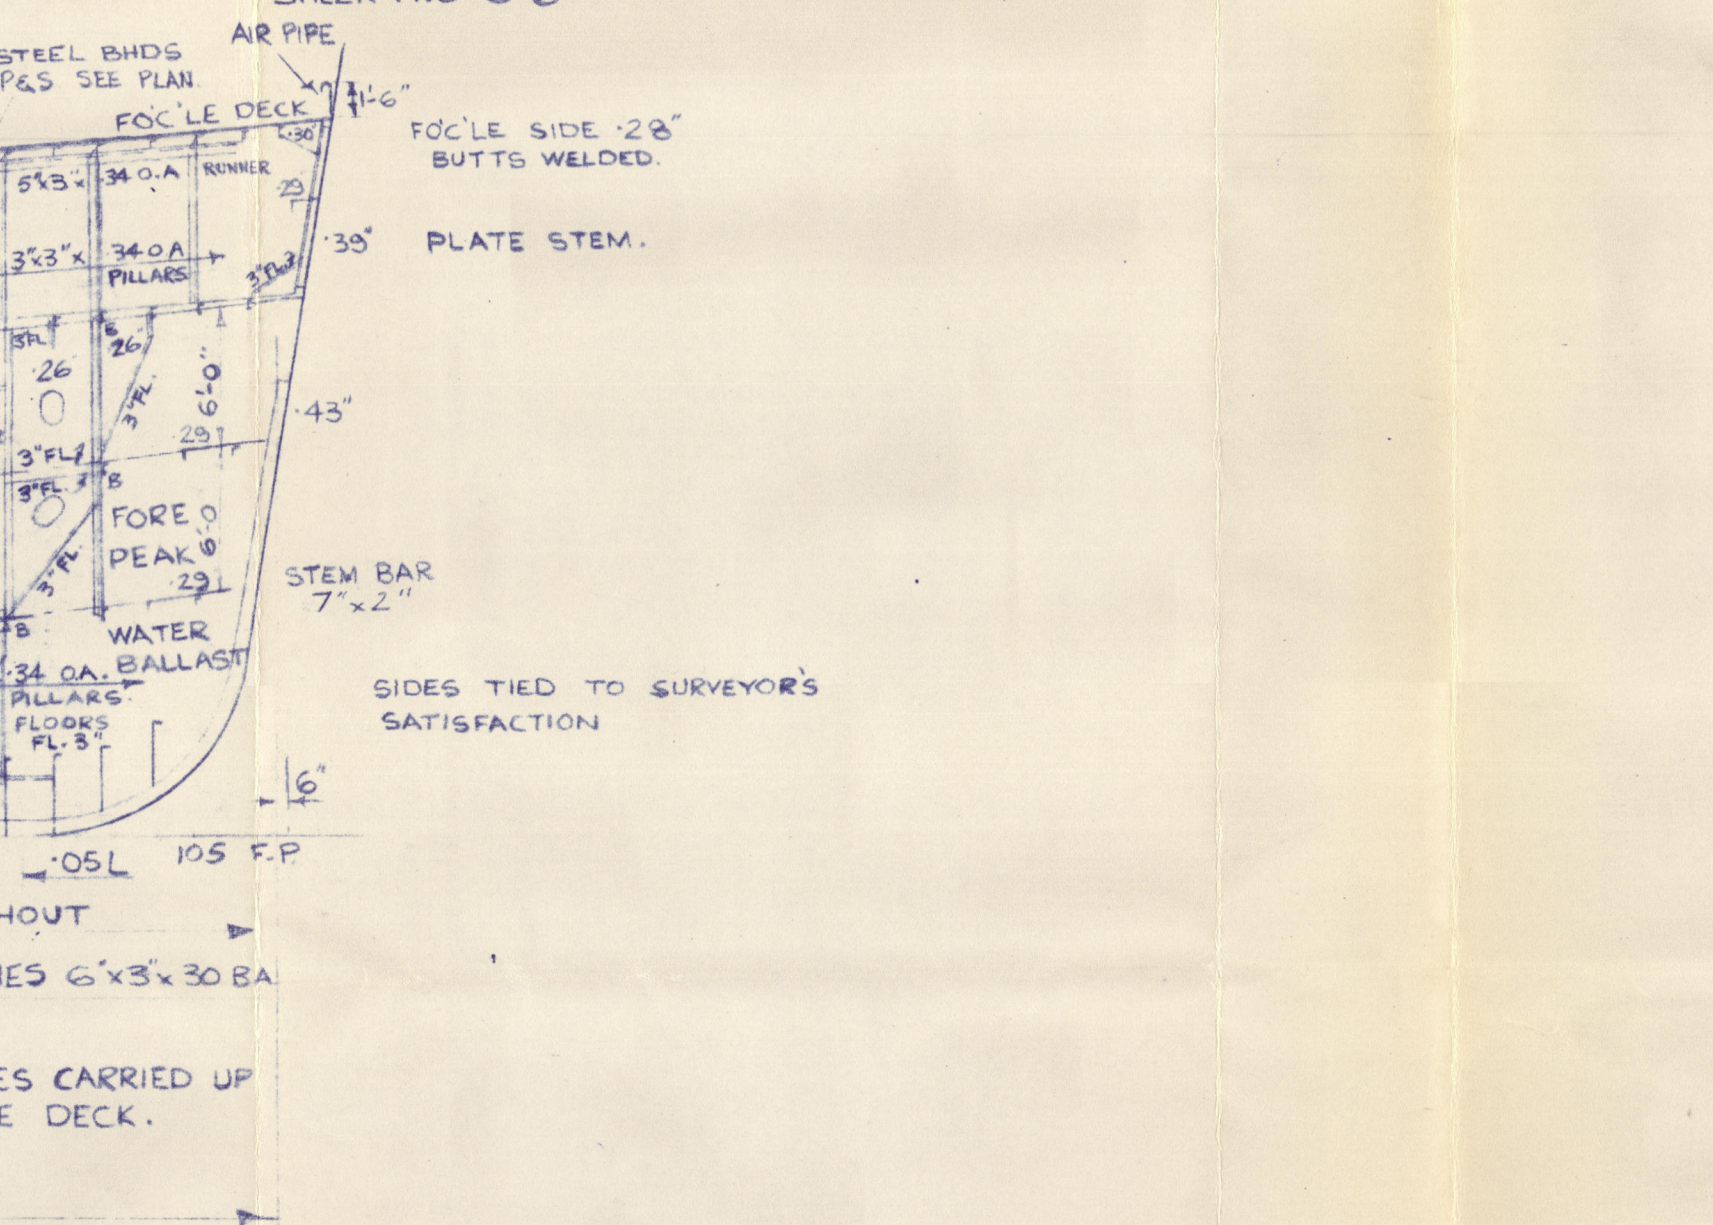 AIR PIPE
STEEL BHDS
P&S SEE PLAN.
1'-6"
FO'C'LE DECK
FO'C'LE SIDE ·28"
BUTTS WELDED.
·30"
5"x3"x ·34 O.A
RUNNER
·29
·39" PLATE STEM.
3"x3"x ·34 O A
PILLARS
3"FL.
3"FL
B
·26
·26
3"FL.
6'-0"
·43"
·29
3"FL.
3"FL.
B
FORE
PEAK
6'-0
3"FL.
·29
STEM BAR
7"x2"
B
WATER
BALLAST
·34 O.A.
PILLARS.
FLOORS
FL. 3"
SIDES TIED TO SURVEYOR'S
SATISFACTION
6"
·05L
105 F.P.
HOUT
IES 6"x3"x·30 BA
ES CARRIED UP
E DECK.